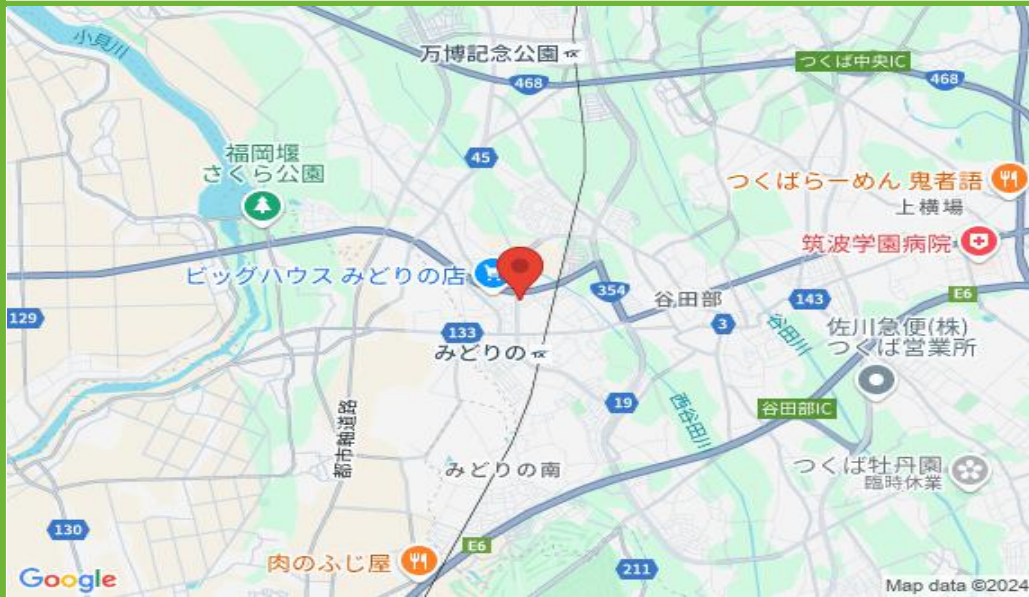 小貝川
万博記念公園
468
つくば中央IC
468
45
福岡堰
さくら公園
つくばらーめん 鬼者語
上横場
筑波学園病院
ビッグハウス みどりの店
354
谷田部
143
E6
129
133
3
谷田川
佐川急便(株)
つくば営業所
みどりの
19
西谷田川
谷田部IC
都市軸道路
みどりの南
つくば牡丹園
臨時休業
130
E6
肉のふじ屋
211
Google
Map data ©2024